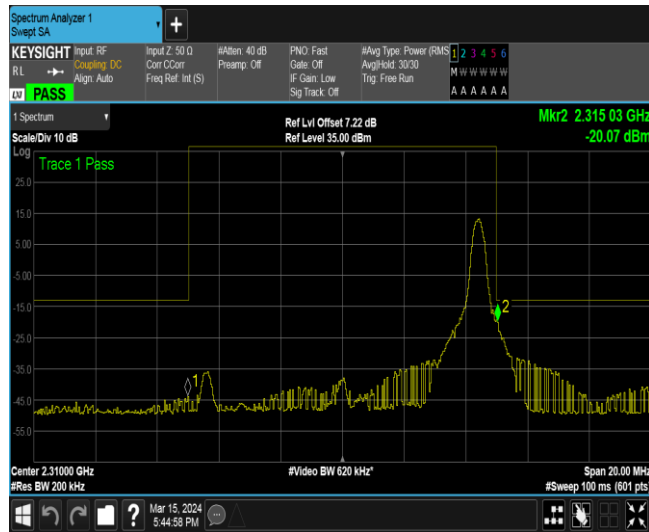 Spectrum Analyzer 1
Swept SA
KEYSIGHT
RL
LXI PASS
Input: RF
Coupling: DC
Align: Auto
Input Z: 50 Ω
Corr CCorr
Freq Ref: Int (S)
#Atten: 40 dB
Preamp: Off
PNO: Fast
Gate: Off
IF Gain: Low
Sig Track: Off
#Avg Type: Power (RMS
Avg|Hold: 30/30
Trig: Free Run
1 2 3 4 5 6
M W W W W W
A A A A A A
1 Spectrum
Scale/Div 10 dB
Ref Lvl Offset 7.22 dB
Ref Level 35.00 dBm
Mkr2 2.315 03 GHz
-20.07 dBm
Log
Trace 1 Pass
25.0
15.0
5.00
-5.00
-15.0
-25.0
-35.0
-45.0
-55.0
1
2
Center 2.31000 GHz
#Res BW 200 kHz
#Video BW 620 kHz*
Span 20.00 MHz
#Sweep 100 ms (601 pts)
?
Mar 15, 2024
5:44:58 PM